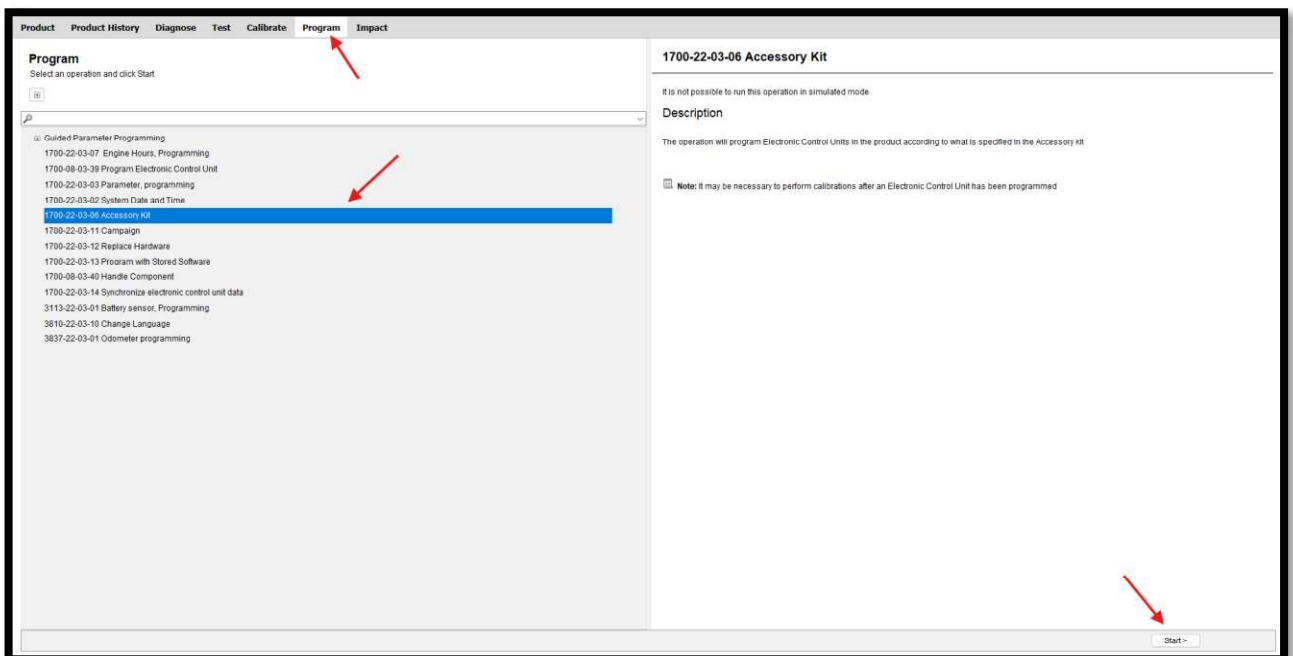 Product Product History Diagnose Test Calibrate Program Impact
Program
Select an operation and click Start
Guided Parameter Programming
1700-22-03-07 Engine Hours, Programming
1700-08-03-39 Program Electronic Control Unit
1700-22-03-03 Parameter, programming
1700-22-03-02 System Date and Time
1700-22-03-06 Accessory Kit
1700-22-03-11 Campaign
1700-22-03-12 Replace Hardware
1700-22-03-13 Program with Stored Software
1700-08-03-40 Handle Component
1700-22-03-14 Synchronize electronic control unit data
3113-22-03-01 Battery sensor, Programming
3810-22-03-10 Change Language
3837-22-03-01 Odometer programming
1700-22-03-06 Accessory Kit
It is not possible to run this operation in simulated mode
Description
The operation will program Electronic Control Units in the product according to what is specified in the Accessory kit
Note: It may be necessary to perform calibrations after an Electronic Control Unit has been programmed
Start >